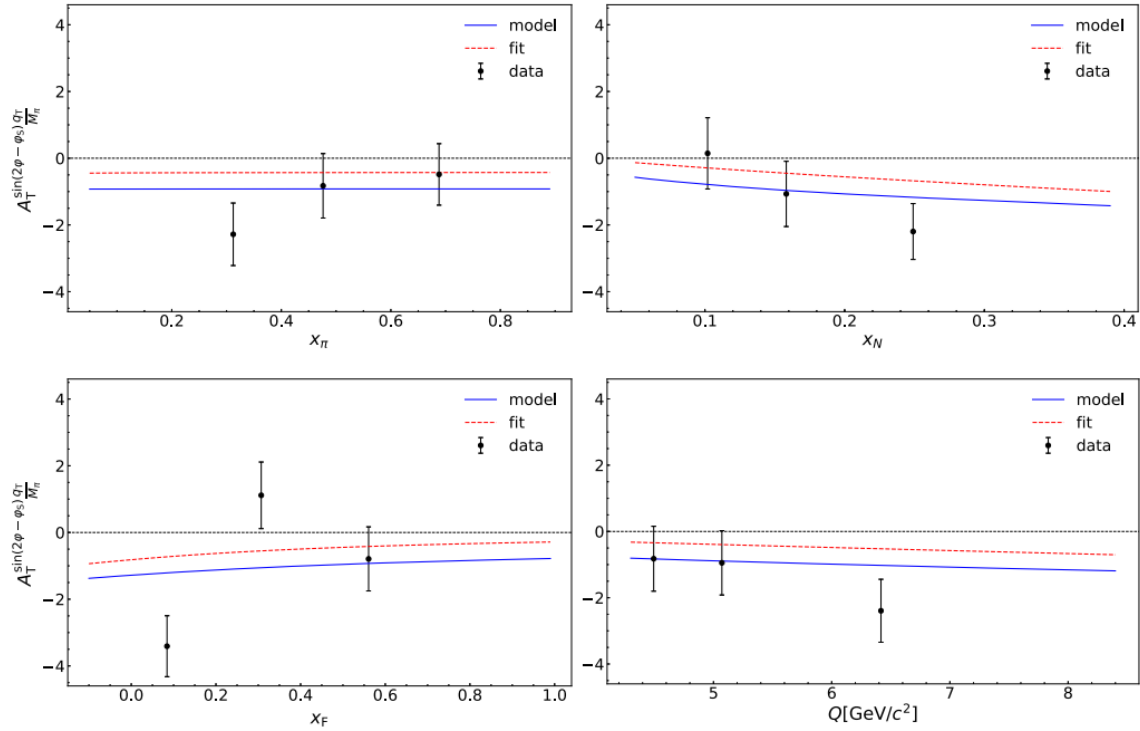 4
2
0
−2
−4
A_T^{sin(2φ − φ_S) q_T/M_π}
model
fit
data
0.2
0.4
0.6
0.8
x_π
4
2
0
−2
−4
model
fit
data
0.1
0.2
0.3
0.4
x_N
4
2
0
−2
−4
A_T^{sin(2φ − φ_S) q_T/M_π}
model
fit
data
0.0
0.2
0.4
0.6
0.8
1.0
x_F
4
2
0
−2
−4
model
fit
data
5
6
7
8
Q[GeV/c²]